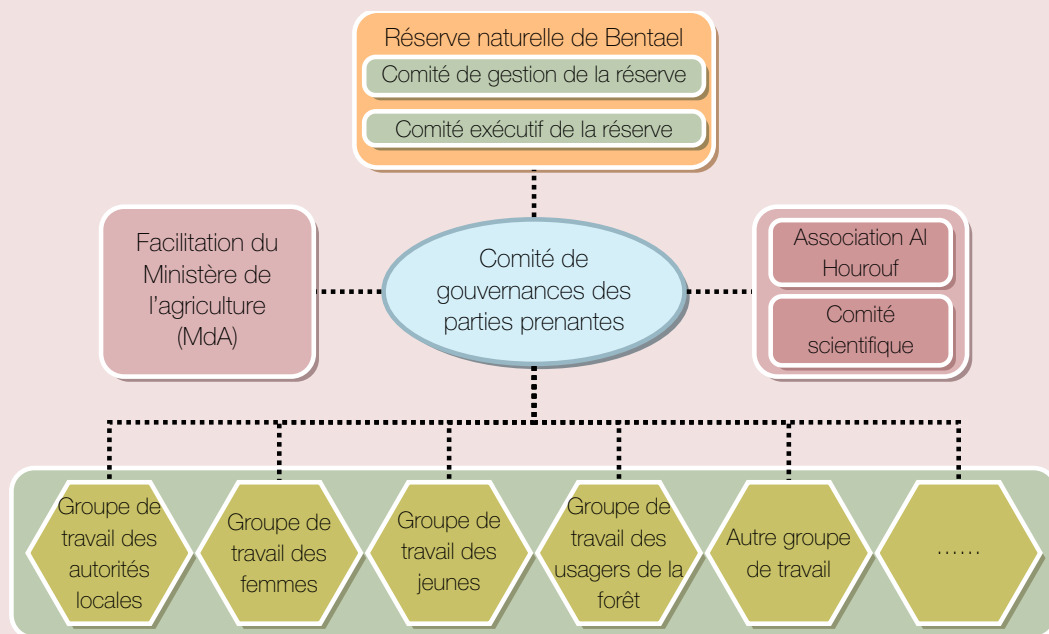 Réserve naturelle de Bentael
Comité de gestion de la réserve
Comité exécutif de la réserve
Facilitation du
Ministère de
l'agriculture
(MdA)
Comité de
gouvernances des
parties prenantes
Association Al
Hourouf
Comité
scientifique
Groupe de
travail des
autorités
locales
Groupe de
travail des
femmes
Groupe de
travail des
jeunes
Groupe de
travail des
usagers de la
forêt
Autre groupe
de travail
......